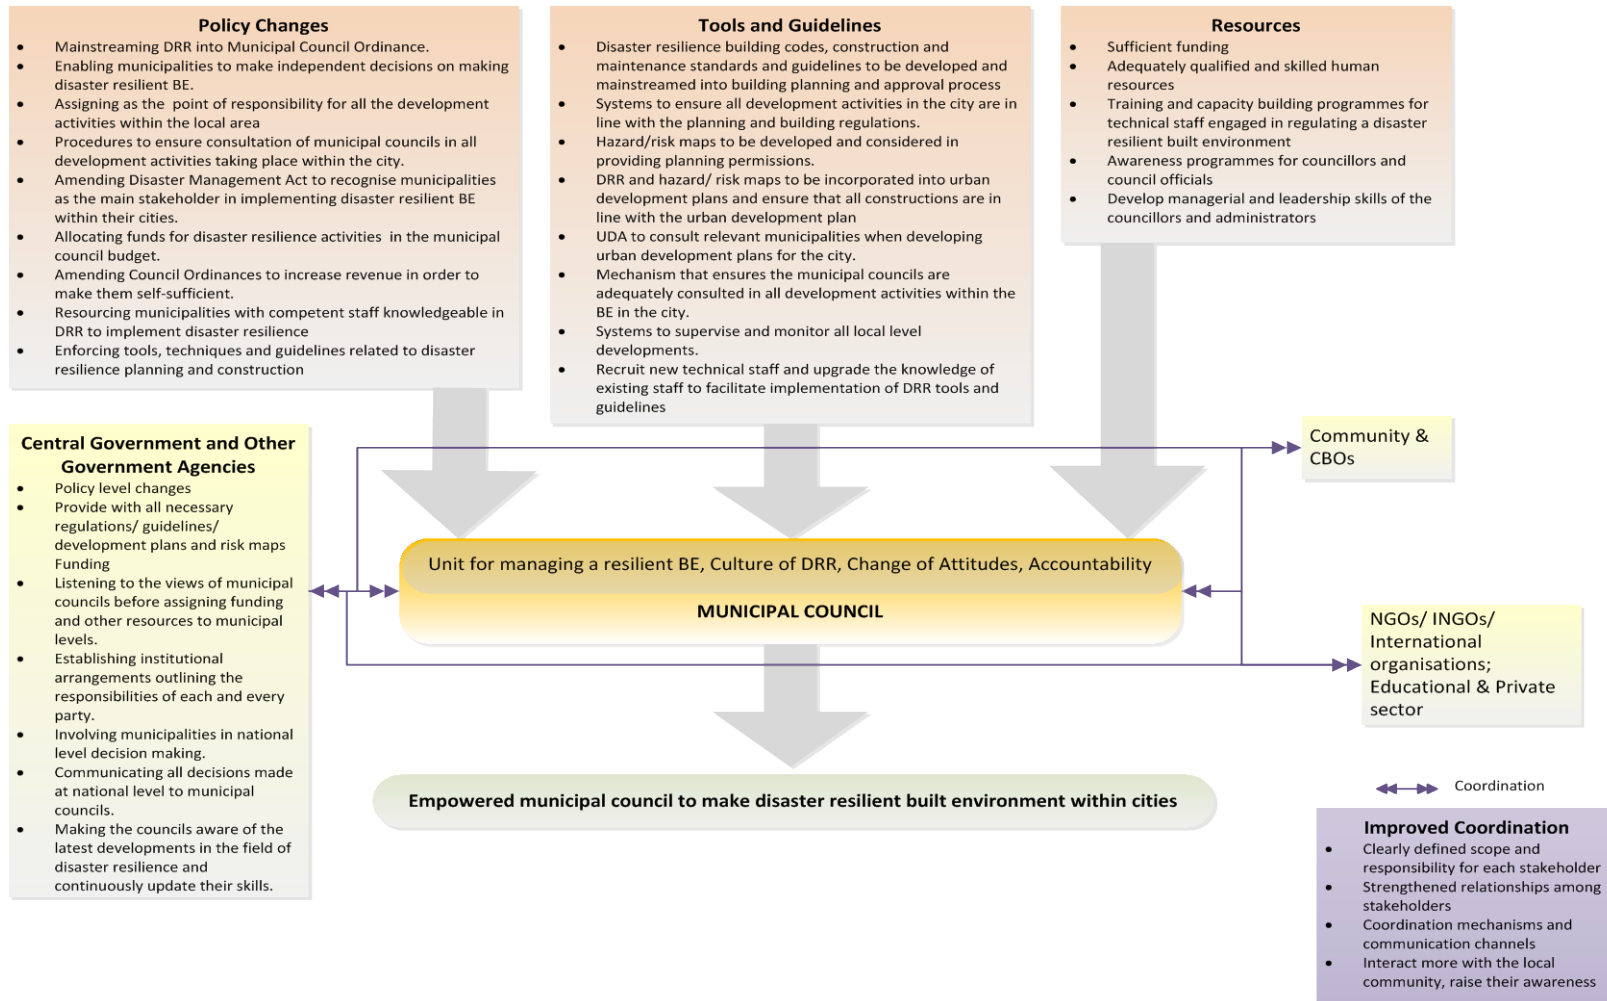 Policy Changes
• Mainstreaming DRR into Municipal Council Ordinance.
• Enabling municipalities to make independent decisions on making
disaster resilient BE.
• Assigning as the point of responsibility for all the development
activities within the local area
• Procedures to ensure consultation of municipal councils in all
development activities taking place within the city.
• Amending Disaster Management Act to recognise municipalities
as the main stakeholder in implementing disaster resilient BE
within their cities.
• Allocating funds for disaster resilience activities in the municipal
council budget.
• Amending Council Ordinances to increase revenue in order to
make them self-sufficient.
• Resourcing municipalities with competent staff knowledgeable in
DRR to implement disaster resilience
• Enforcing tools, techniques and guidelines related to disaster
resilience planning and construction
Tools and Guidelines
• Disaster resilience building codes, construction and
maintenance standards and guidelines to be developed and
mainstreamed into building planning and approval process
• Systems to ensure all development activities in the city are in
line with the planning and building regulations.
• Hazard/risk maps to be developed and considered in
providing planning permissions.
• DRR and hazard/ risk maps to be incorporated into urban
development plans and ensure that all constructions are in
line with the urban development plan
• UDA to consult relevant municipalities when developing
urban development plans for the city.
• Mechanism that ensures the municipal councils are
adequately consulted in all development activities within the
BE in the city.
• Systems to supervise and monitor all local level
developments.
• Recruit new technical staff and upgrade the knowledge of
existing staff to facilitate implementation of DRR tools and
guidelines
Resources
• Sufficient funding
• Adequately qualified and skilled human
resources
• Training and capacity building programmes for
technical staff engaged in regulating a disaster
resilient built environment
• Awareness programmes for councillors and
council officials
• Develop managerial and leadership skills of the
councillors and administrators
Central Government and Other
Government Agencies
• Policy level changes
• Provide with all necessary
regulations/ guidelines/
development plans and risk maps
Funding
• Listening to the views of municipal
councils before assigning funding
and other resources to municipal
levels.
• Establishing institutional
arrangements outlining the
responsibilities of each and every
party.
• Involving municipalities in national
level decision making.
• Communicating all decisions made
at national level to municipal
councils.
• Making the councils aware of the
latest developments in the field of
disaster resilience and
continuously update their skills.
Community &
CBOs
Unit for managing a resilient BE, Culture of DRR, Change of Attitudes, Accountability
MUNICIPAL COUNCIL
NGOs/ INGOs/
International
organisations;
Educational & Private
sector
Empowered municipal council to make disaster resilient built environment within cities
Coordination
Improved Coordination
• Clearly defined scope and
responsibility for each stakeholder
• Strengthened relationships among
stakeholders
• Coordination mechanisms and
communication channels
• Interact more with the local
community, raise their awareness